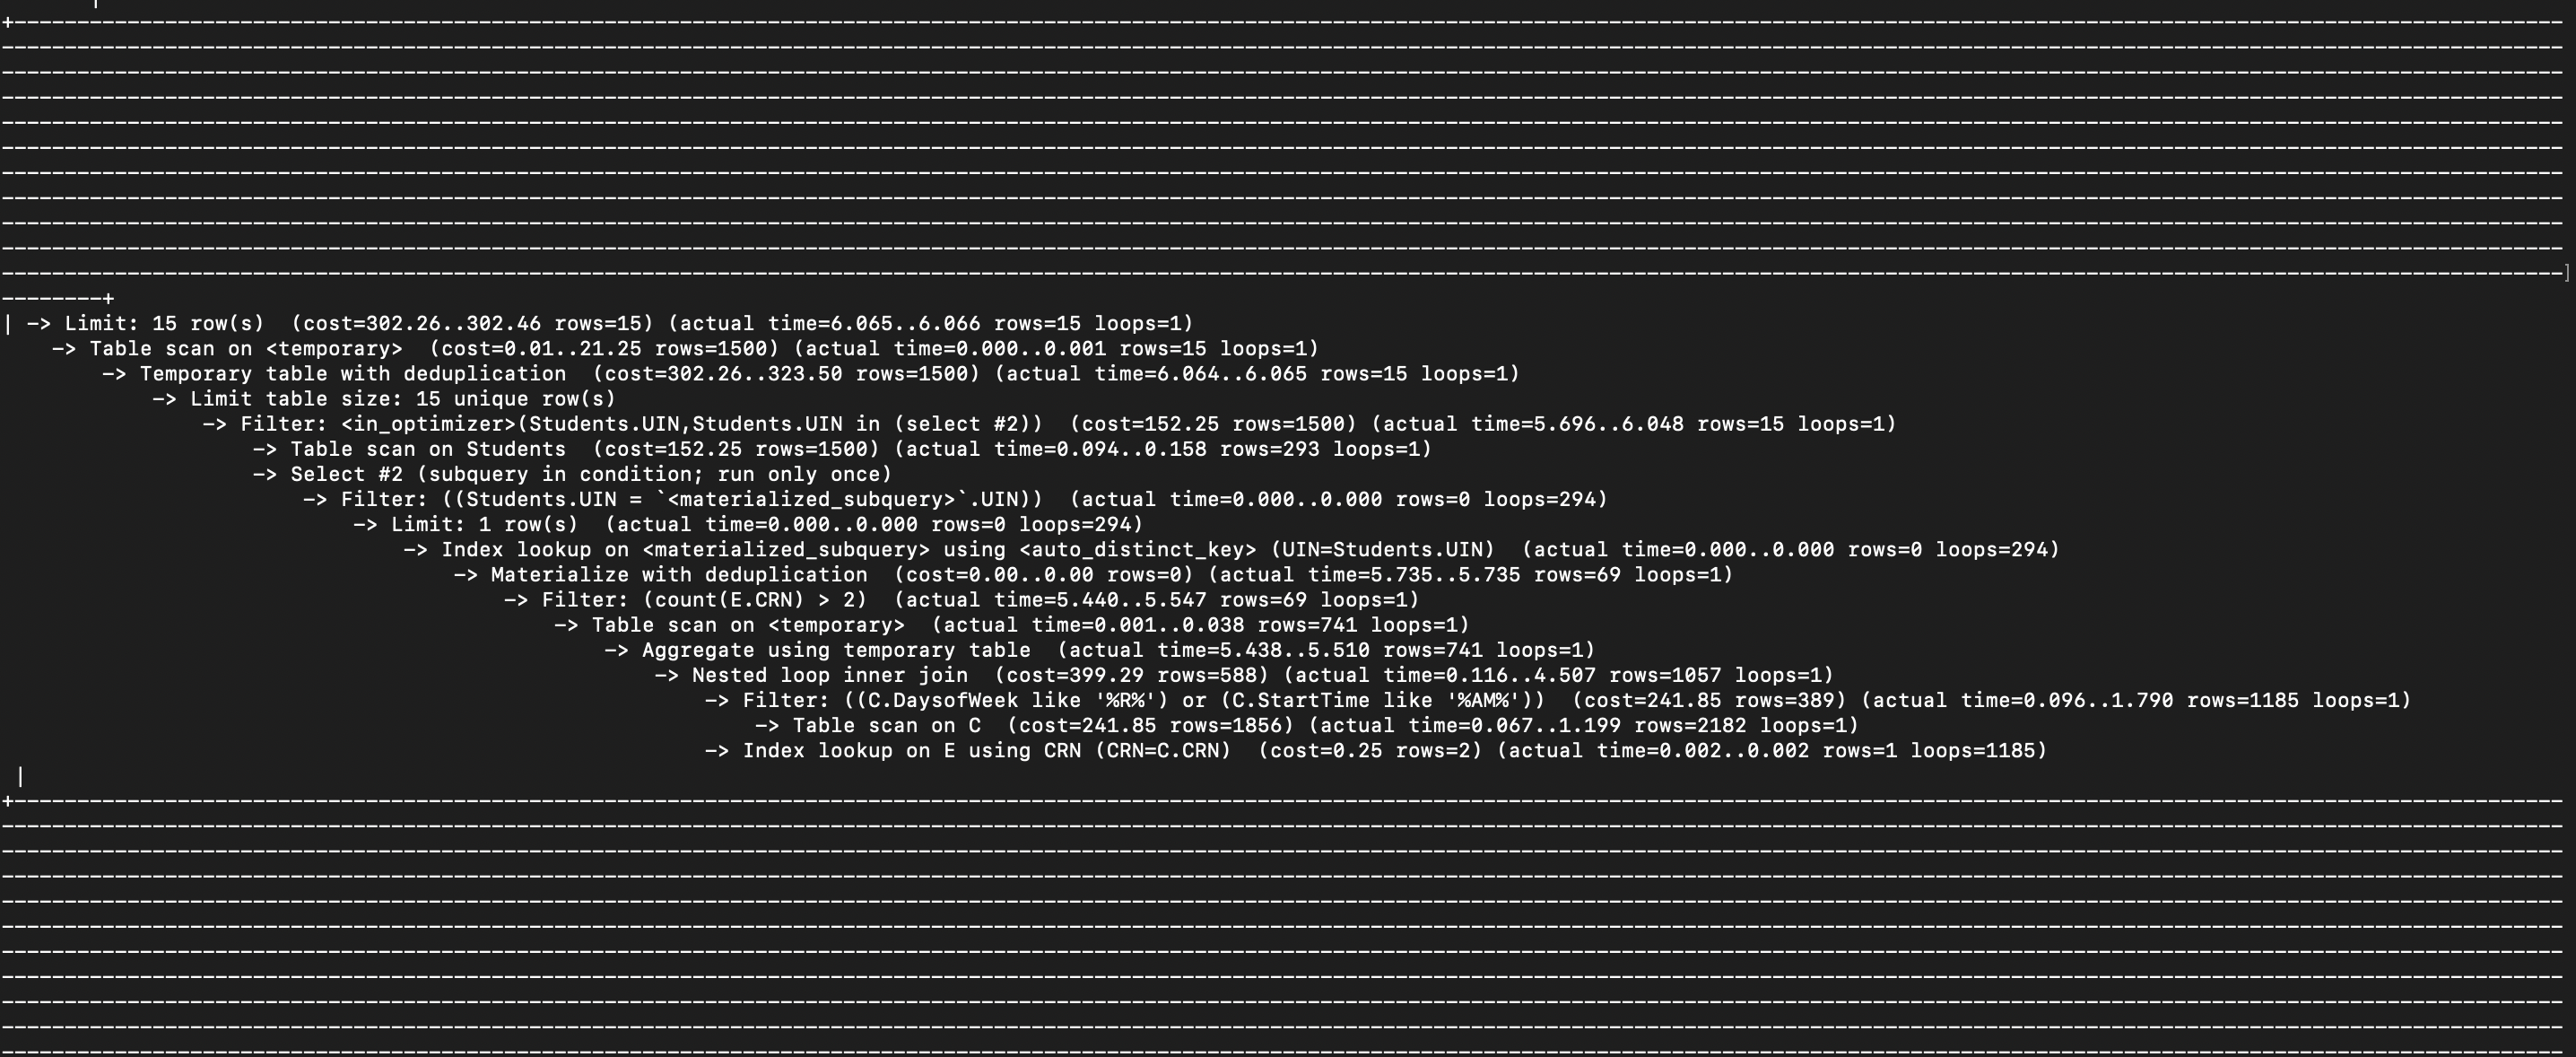 | -> Limit: 15 row(s)  (cost=302.26..302.46 rows=15) (actual time=6.065..6.066 rows=15 loops=1)
    -> Table scan on <temporary>  (cost=0.01..21.25 rows=1500) (actual time=0.000..0.001 rows=15 loops=1)
        -> Temporary table with deduplication  (cost=302.26..323.50 rows=1500) (actual time=6.064..6.065 rows=15 loops=1)
            -> Limit table size: 15 unique row(s)
                -> Filter: <in_optimizer>(Students.UIN,Students.UIN in (select #2))  (cost=152.25 rows=1500) (actual time=5.696..6.048 rows=15 loops=1)
                    -> Table scan on Students  (cost=152.25 rows=1500) (actual time=0.094..0.158 rows=293 loops=1)
                    -> Select #2 (subquery in condition; run only once)
                        -> Filter: ((Students.UIN = `<materialized_subquery>`.UIN))  (actual time=0.000..0.000 rows=0 loops=294)
                            -> Limit: 1 row(s)  (actual time=0.000..0.000 rows=0 loops=294)
                                -> Index lookup on <materialized_subquery> using <auto_distinct_key> (UIN=Students.UIN)  (actual time=0.000..0.000 rows=0 loops=294)
                                    -> Materialize with deduplication  (cost=0.00..0.00 rows=0) (actual time=5.735..5.735 rows=69 loops=1)
                                        -> Filter: (count(E.CRN) > 2)  (actual time=5.440..5.547 rows=69 loops=1)
                                            -> Table scan on <temporary>  (actual time=0.001..0.038 rows=741 loops=1)
                                                -> Aggregate using temporary table  (actual time=5.438..5.510 rows=741 loops=1)
                                                    -> Nested loop inner join  (cost=399.29 rows=588) (actual time=0.116..4.507 rows=1057 loops=1)
                                                        -> Filter: ((C.DaysofWeek like '%R%') or (C.StartTime like '%AM%'))  (cost=241.85 rows=389) (actual time=0.096..1.790 rows=1185 loops=1)
                                                            -> Table scan on C  (cost=241.85 rows=1856) (actual time=0.067..1.199 rows=2182 loops=1)
                                                        -> Index lookup on E using CRN (CRN=C.CRN)  (cost=0.25 rows=2) (actual time=0.002..0.002 rows=1 loops=1185)
 |